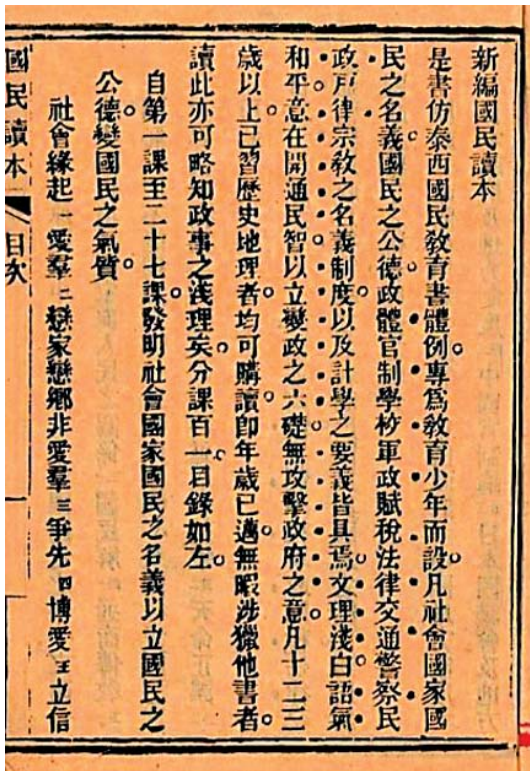 新編國民讀本
是書仿泰西國民敎育書體例。專爲敎育少年而設。凡社會國家國
民之名義。國民之公德。政體官制學校軍政賦稅法律交通警察民
政戶律宗敎之名義制度。以及計學之要義皆具焉。文理淺白語氣
和平。意在開通民智以立變政之六礎。無攻擊政府之意。凡十二三
歲以上。已習歷史地理者。均可購讀。卽年歲已邁。無暇涉獵他書者。
讀此亦可略知政事之淺理矣。分課百一。目錄如左。
自第一課至二十七課。發明社會國家國民之名義以立國民之
公德。變國民之氣質。
社會緣起一愛羣二戀家戀鄉非愛羣三爭先四博愛五立信
國民讀本 目次 一